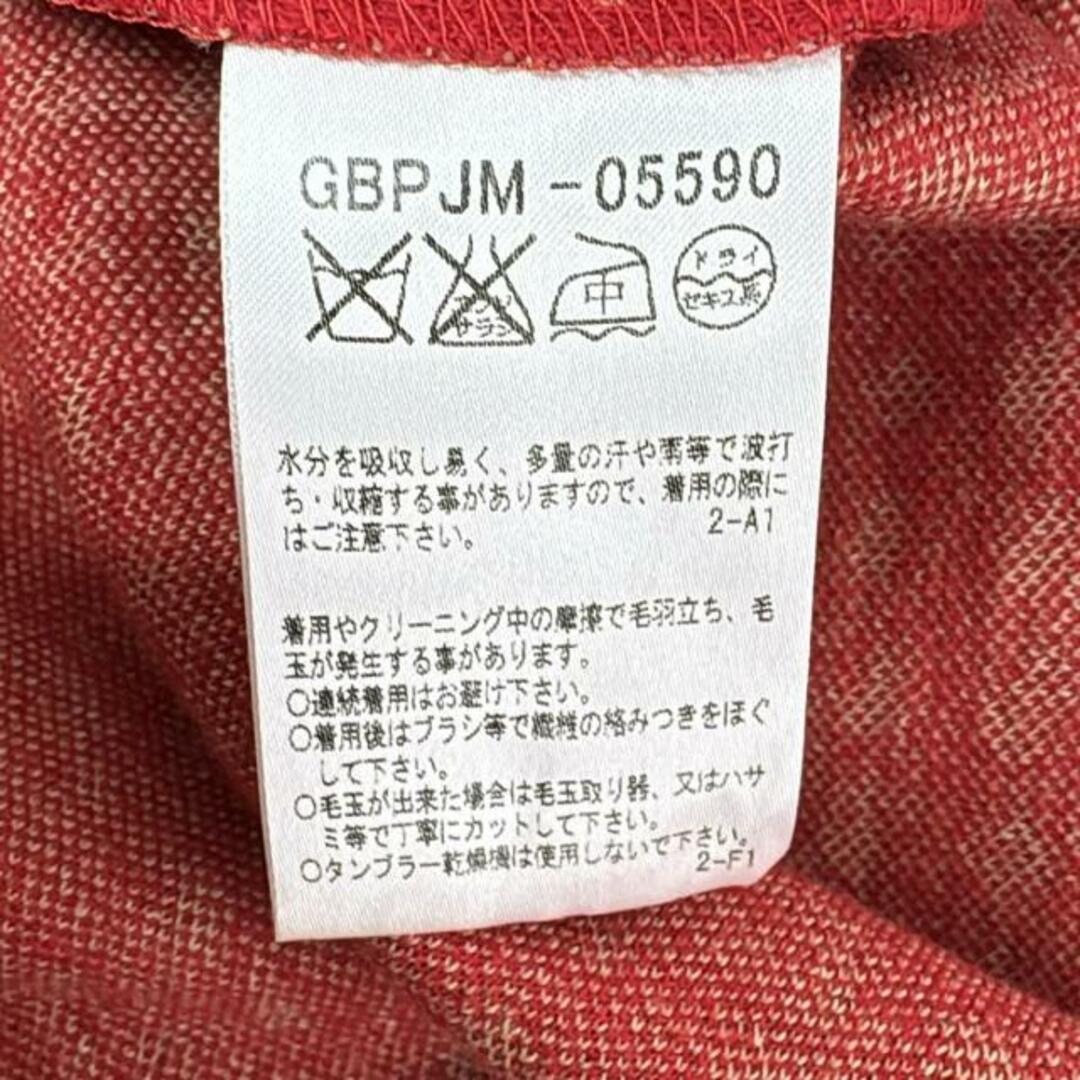 GBPJM-05590
エンソ
サラシ
中
ドライ
セキユ系
水分を吸収し易く、多量の汗や雨等で波打
ち・収縮する事がありますので、着用の際に
はご注意下さい。 2-A1
着用やクリーニング中の摩擦で毛羽立ち、毛
玉が発生する事があります。
○連続着用はお避け下さい。
○着用後はブラシ等で繊維の絡みつきをほぐ
して下さい。
○毛玉が出来た場合は毛玉取り器、又はハサ
ミ等で丁寧にカットして下さい。
○タンブラー乾燥機は使用しないで下さい。
2-F1